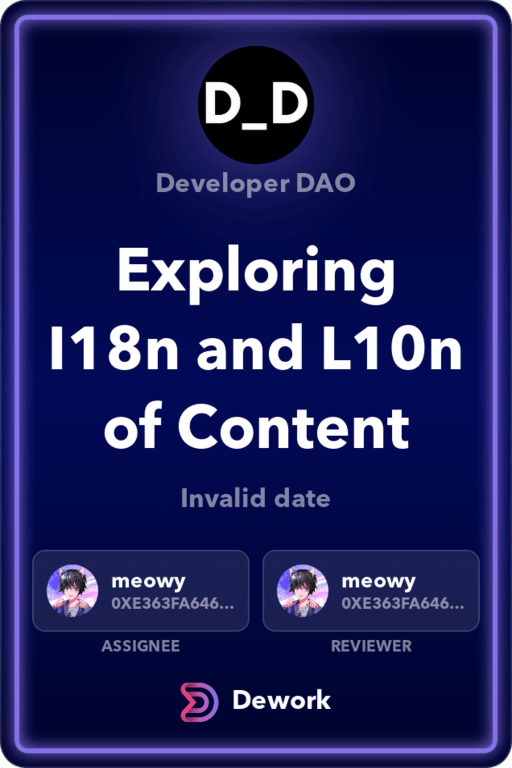 D_D
Developer DAO
Exploring
I18n and L10n
of Content
Invalid date
meowy
0XE363FA646...
ASSIGNEE
meowy
0XE363FA646...
REVIEWER
Dework